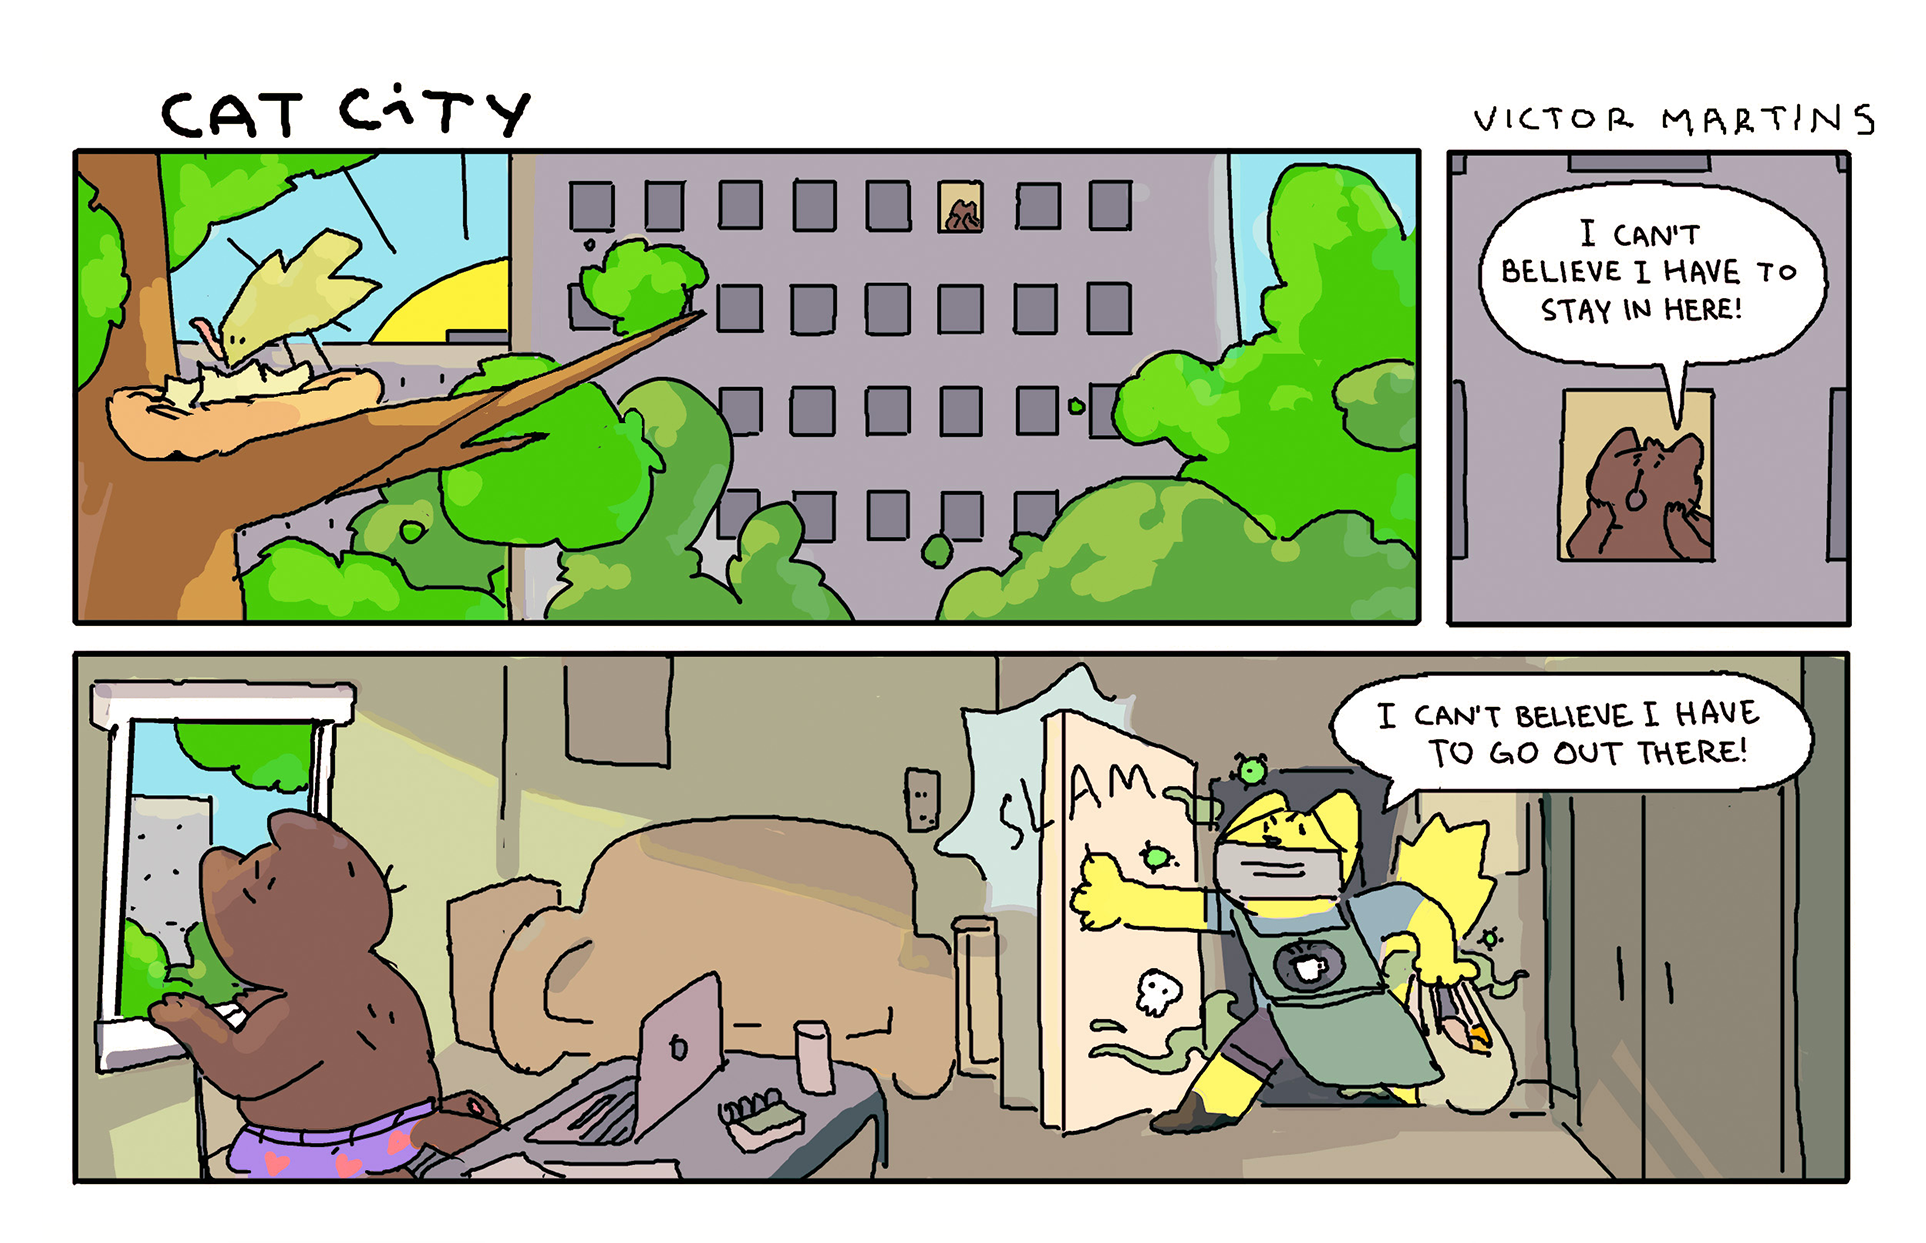 CAT CiTY
VICTOR MARTINS
I CAN'T
BELIEVE I HAVE TO
STAY IN HERE!
SLAM
I CAN'T BELIEVE I HAVE
TO GO OUT THERE!